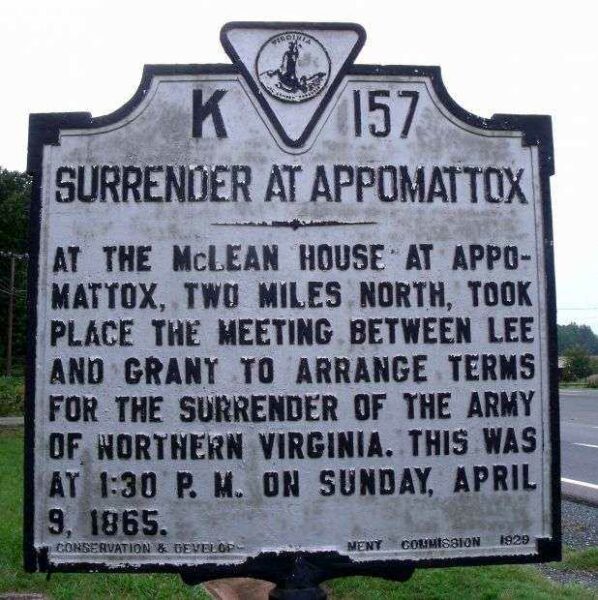 VIRGINIA
K 157
SURRENDER AT APPOMATTOX
AT THE McLEAN HOUSE AT APPO-
MATTOX, TWO MILES NORTH, TOOK
PLACE THE MEETING BETWEEN LEE
AND GRANT TO ARRANGE TERMS
FOR THE SURRENDER OF THE ARMY
OF NORTHERN VIRGINIA. THIS WAS
AT 1:30 P. M. ON SUNDAY, APRIL
9, 1865.
CONSERVATION & DEVELOP- MENT COMMISSION 1929